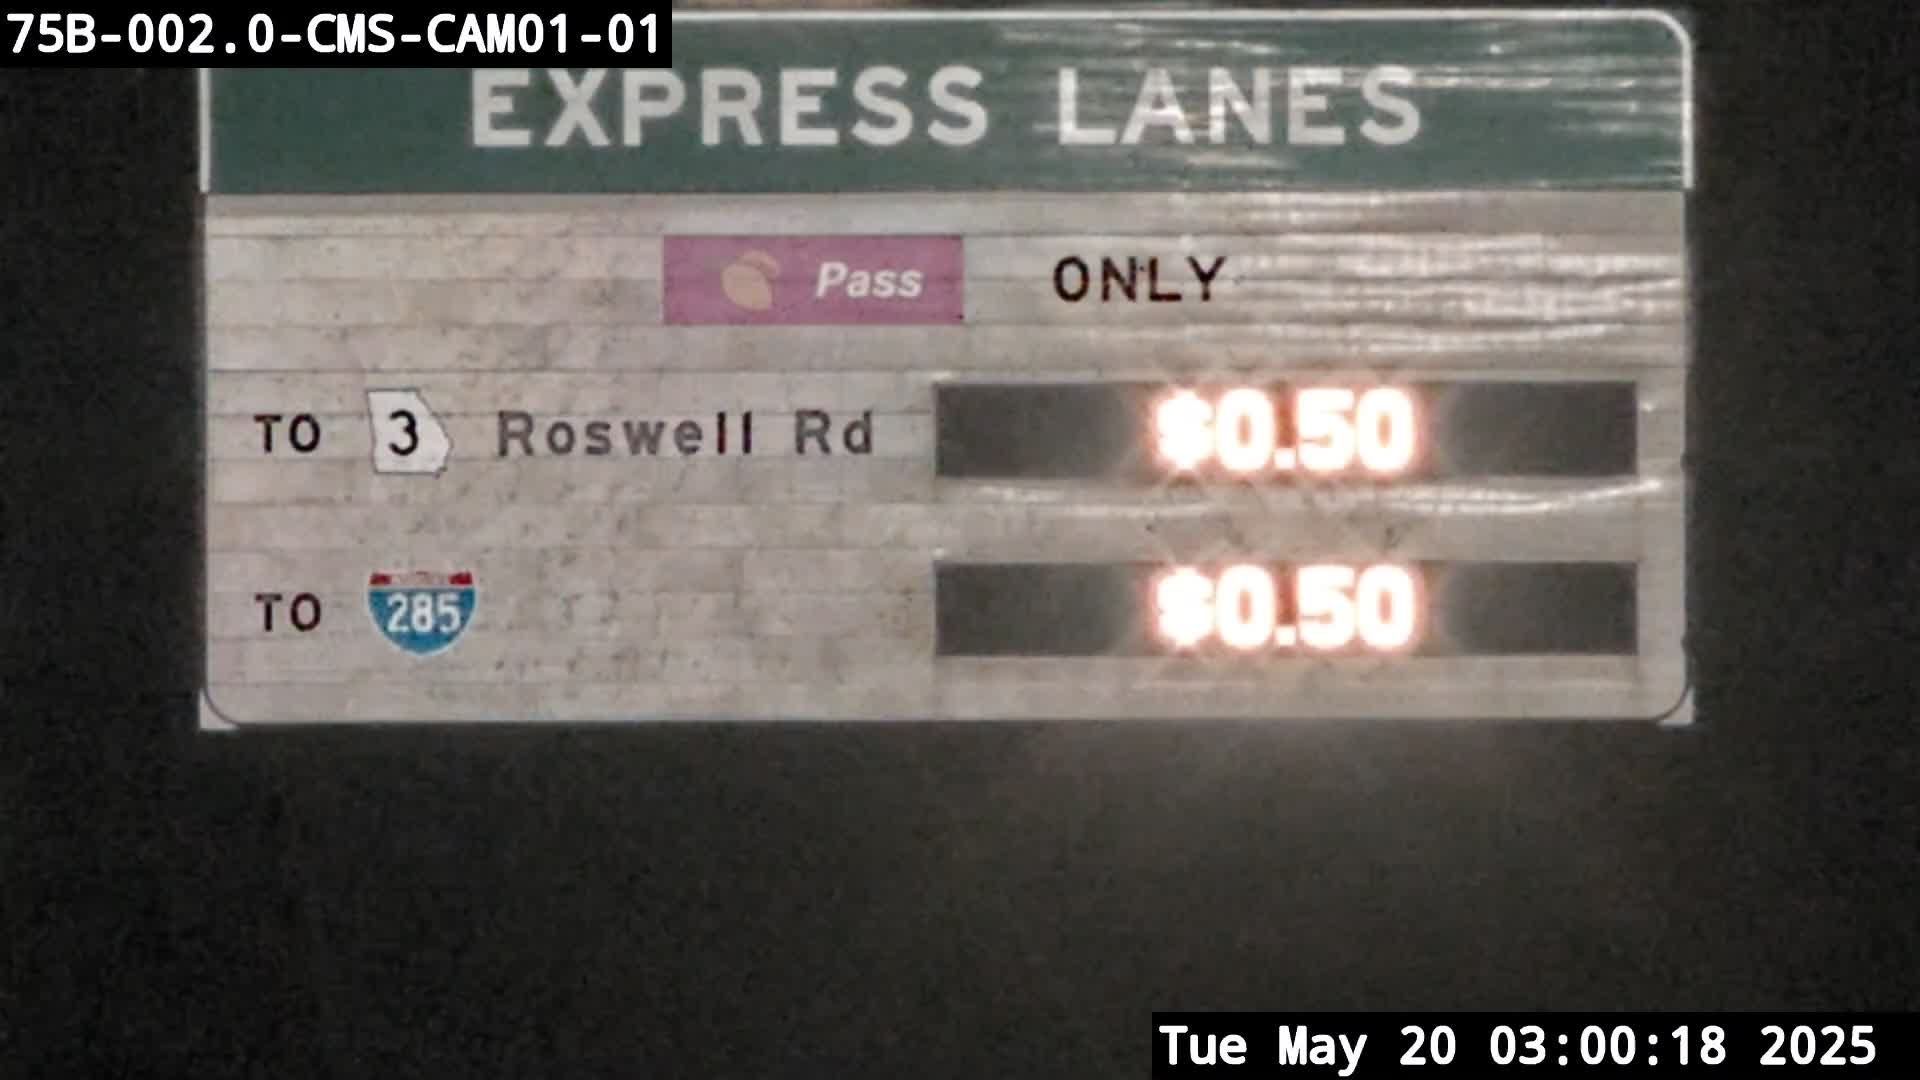 75B-002.0-CMS-CAM01-01
EXPRESS LANES
Pass ONLY
TO 3 Roswell Rd $0.50
TO 285 $0.50
Tue May 20 03:00:18 2025